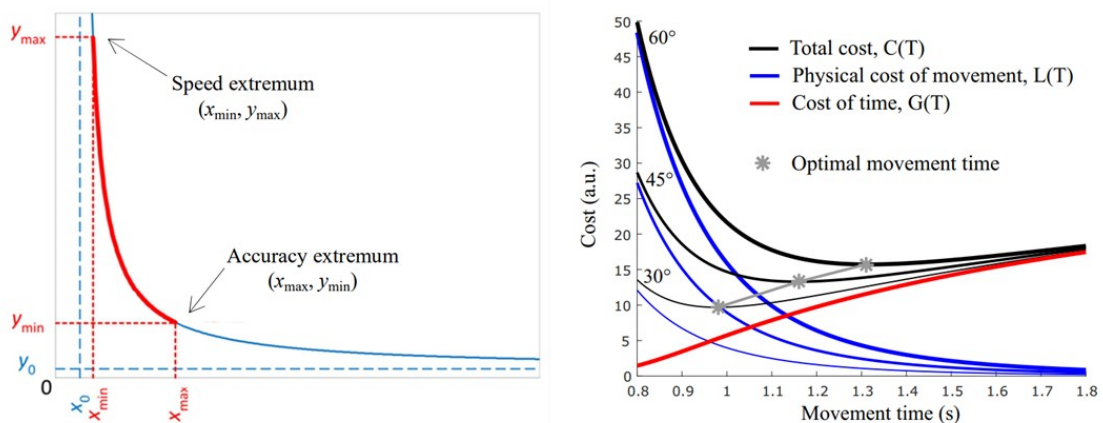 y_max
Speed extremum
(x_min, y_max)
Accuracy extremum
(x_max, y_min)
y_min
y_0
0
x_0
x_min
x_max
50
45
40
35
30
25
20
15
10
5
0
Cost (a.u.)
60°
45°
30°
Total cost, C(T)
Physical cost of movement, L(T)
Cost of time, G(T)
Optimal movement time
0.8 0.9 1 1.1 1.2 1.3 1.4 1.5 1.6 1.7 1.8
Movement time (s)